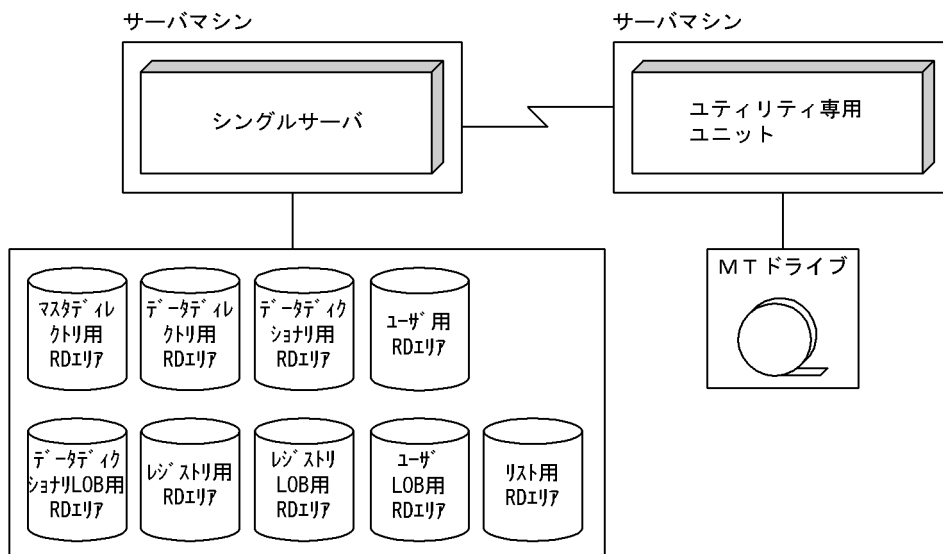 サーバマシン
サーバマシン
シングルサーバ
ユティリティ専用
ユニット
MTドライブ
ﾏｽﾀﾃﾞｨﾚ
ｸﾄﾘ用
RDｴﾘｱ
ﾃﾞｰﾀﾃﾞｨﾚ
ｸﾄﾘ用
RDｴﾘｱ
ﾃﾞｰﾀﾃﾞｨｸ
ｼｮﾅﾘ用
RDｴﾘｱ
ﾕｰｻﾞ用
RDｴﾘｱ
ﾃﾞｰﾀﾃﾞｨｸ
ｼｮﾅﾘLOB用
RDｴﾘｱ
ﾚｼﾞｽﾄﾘ用
RDｴﾘｱ
ﾚｼﾞｽﾄﾘ
LOB用
RDｴﾘｱ
ﾕｰｻﾞ
LOB用
RDｴﾘｱ
ﾘｽﾄ用
RDｴﾘｱ